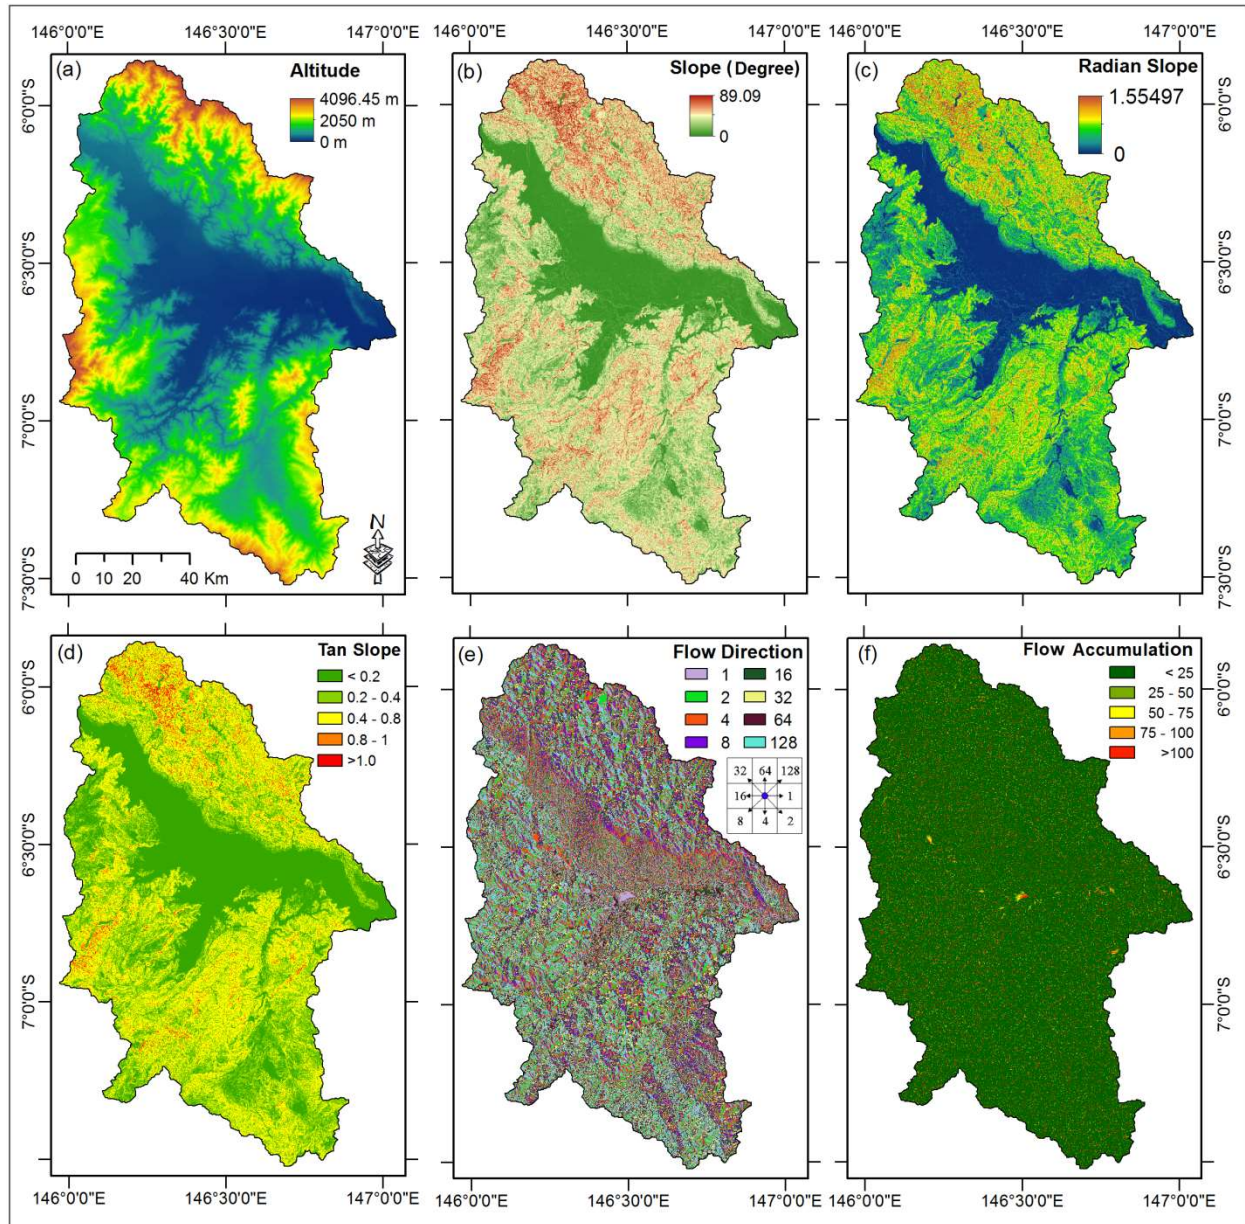 146°0'0"E 146°30'0"E 147°0'0"E 146°0'0"E 146°30'0"E 147°0'0"E 146°0'0"E 146°30'0"E 147°0'0"E
(a) Altitude
4096.45 m
2050 m
0 m
6°0'0"S
6°30'0"S
7°0'0"S
7°30'0"S
0 10 20 40 Km
N
(b) Slope (Degree)
89.09
0
(c) Radian Slope
1.55497
0
6°0'0"S
6°30'0"S
7°0'0"S
7°30'0"S
(d) Tan Slope
< 0.2
0.2 - 0.4
0.4 - 0.8
0.8 - 1
>1.0
6°0'0"S
6°30'0"S
7°0'0"S
(e) Flow Direction
1 16
2 32
4 64
8 128
32 64 128
16 1
8 4 2
(f) Flow Accumulation
< 25
25 - 50
50 - 75
75 - 100
>100
6°0'0"S
6°30'0"S
7°0'0"S
146°0'0"E 146°30'0"E 147°0'0"E 146°0'0"E 146°30'0"E 147°0'0"E 146°0'0"E 146°30'0"E 147°0'0"E